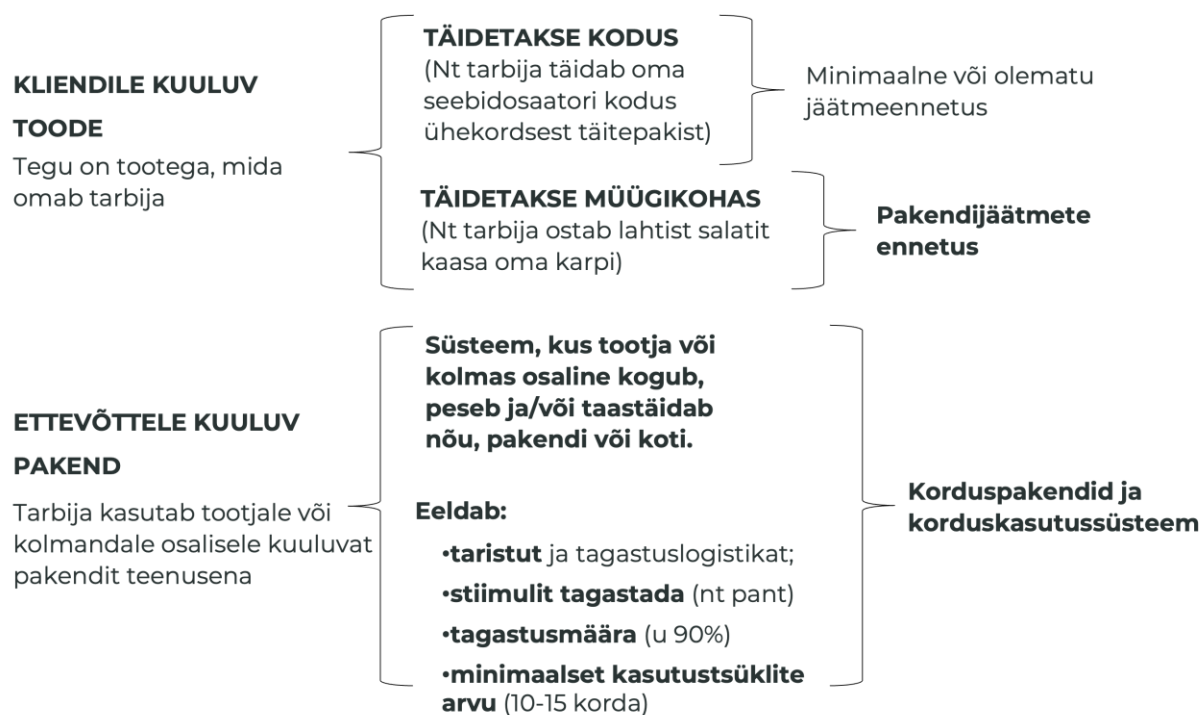 KLIENDILE KUULUV
TOODE
Tegu on tootega, mida
omab tarbija
TÄIDETAKSE KODUS
(Nt tarbija täidab oma
seebidosaatori kodus
ühekordsest täitepakist)
Minimaalne või olematu
jäätmeennetus
TÄIDETAKSE MÜÜGIKOHAS
(Nt tarbija ostab lahtist salatit
kaasa oma karpi)
Pakendijäätmete
ennetus
ETTEVÕTTELE KUULUV
PAKEND
Tarbija kasutab tootjale või
kolmandale osalisele kuuluvat
pakendit teenusena
Süsteem, kus tootja või
kolmas osaline kogub,
peseb ja/või taastäidab
nõu, pakendi või koti.
Eeldab:
•taristut ja tagastuslogistikat;
•stiimulit tagastada (nt pant)
•tagastusmäära (u 90%)
•minimaalset kasutustsüklite
arvu (10-15 korda)
Korduspakendid ja
korduskasutussüsteem